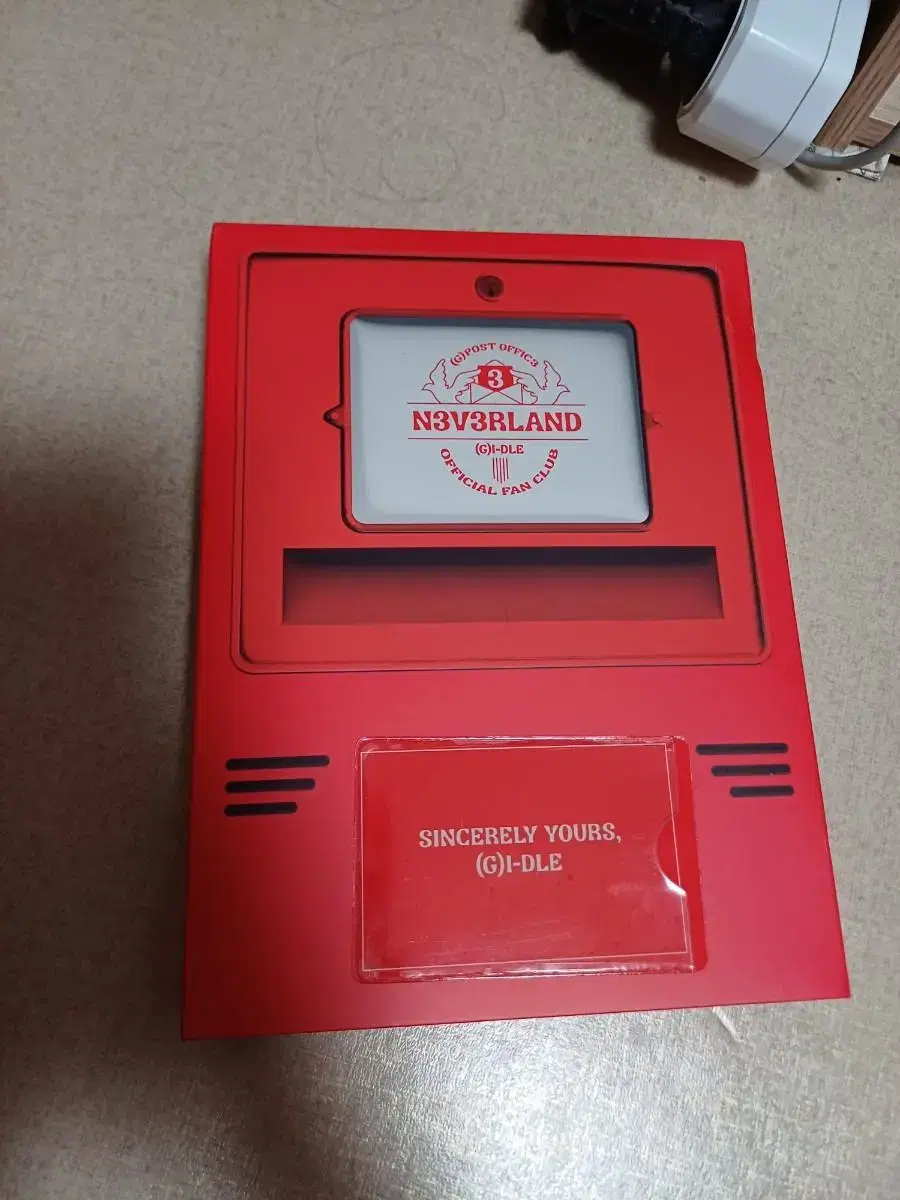 (G)POST OFFIC3
3
N3V3RLAND
(G)I-DLE
OFFICIAL FAN CLUB
SINCERELY YOURS,
(G)I-DLE